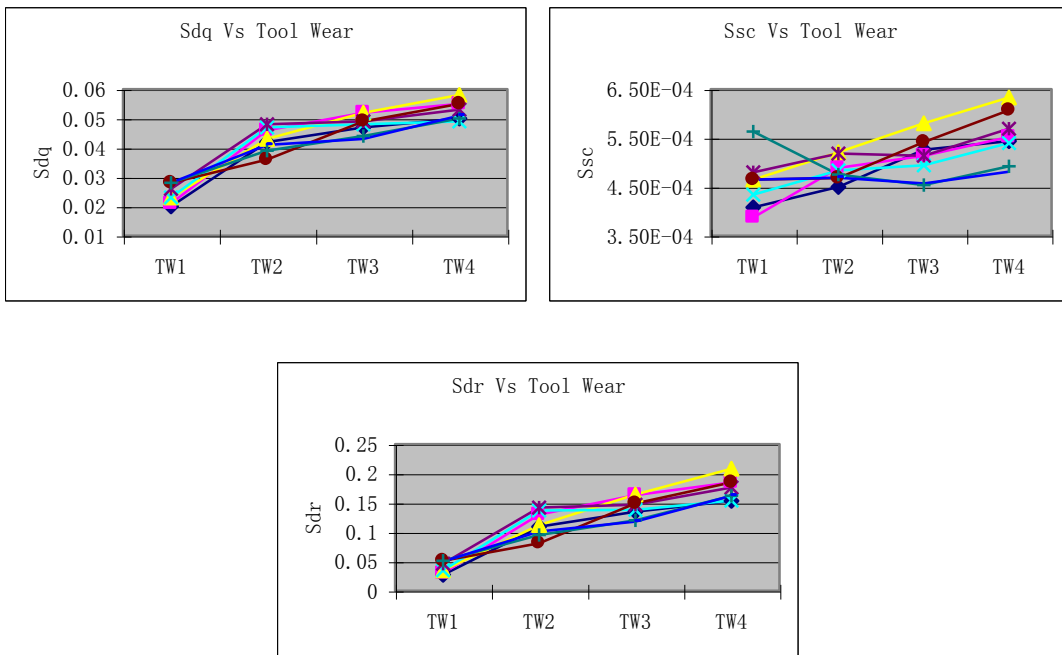 Sdq Vs Tool Wear
0.06
0.05
0.04
0.03
0.02
0.01
Sdq
TW1 TW2 TW3 TW4
Ssc Vs Tool Wear
6.50E-04
5.50E-04
4.50E-04
3.50E-04
Ssc
TW1 TW2 TW3 TW4
Sdr Vs Tool Wear
0.25
0.2
0.15
0.1
0.05
0
Sdr
TW1 TW2 TW3 TW4